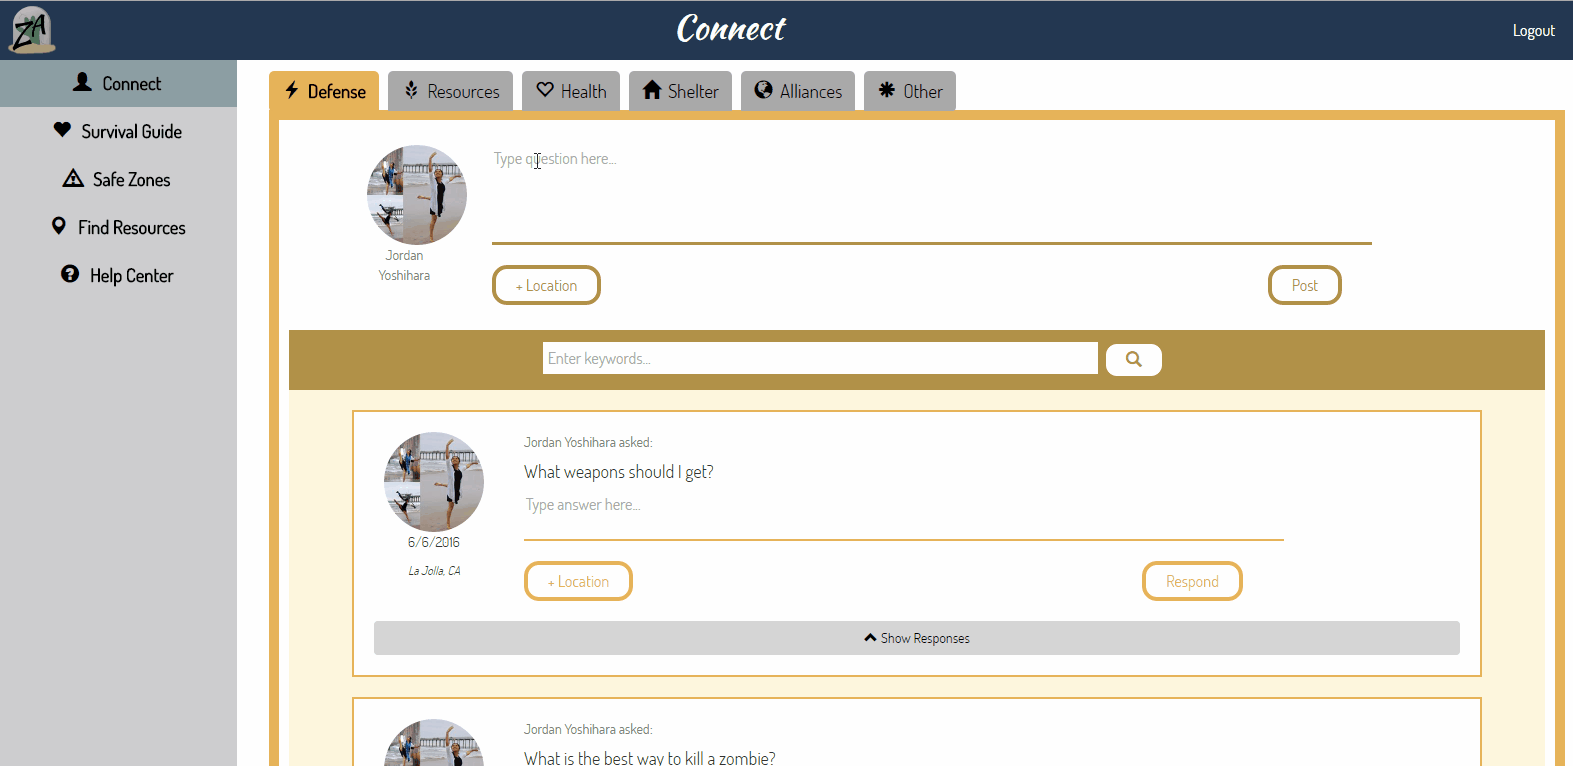 ZA
Connect
Logout
Connect
Survival Guide
Safe Zones
Find Resources
Help Center
Defense
Resources
Health
Shelter
Alliances
Other
Type question here...
Jordan
Yoshihara
+ Location
Post
Enter keywords...
Jordan Yoshihara asked:
What weapons should I get?
Type answer here...
6/6/2016
La Jolla, CA
+ Location
Respond
Show Responses
Jordan Yoshihara asked:
What is the best way to kill a zombie?